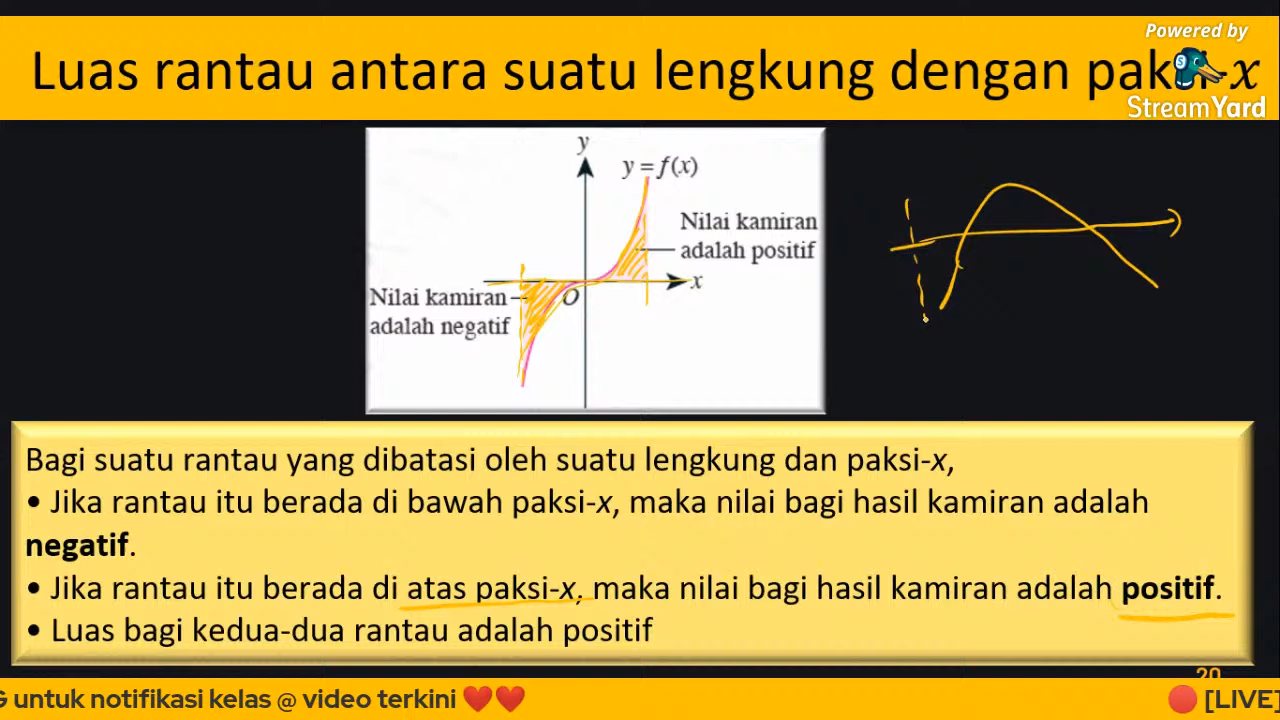 Powered by
Luas rantau antara suatu lengkung dengan paksi-x
StreamYard
y
y = f(x)
Nilai kamiran
adalah positif
x
Nilai kamiran
adalah negatif
O
Bagi suatu rantau yang dibatasi oleh suatu lengkung dan paksi-x,
• Jika rantau itu berada di bawah paksi-x, maka nilai bagi hasil kamiran adalah
negatif.
• Jika rantau itu berada di atas paksi-x, maka nilai bagi hasil kamiran adalah positif.
• Luas bagi kedua-dua rantau adalah positif
20
G untuk notifikasi kelas @ video terkini ❤️❤️ 🔴 [LIVE]